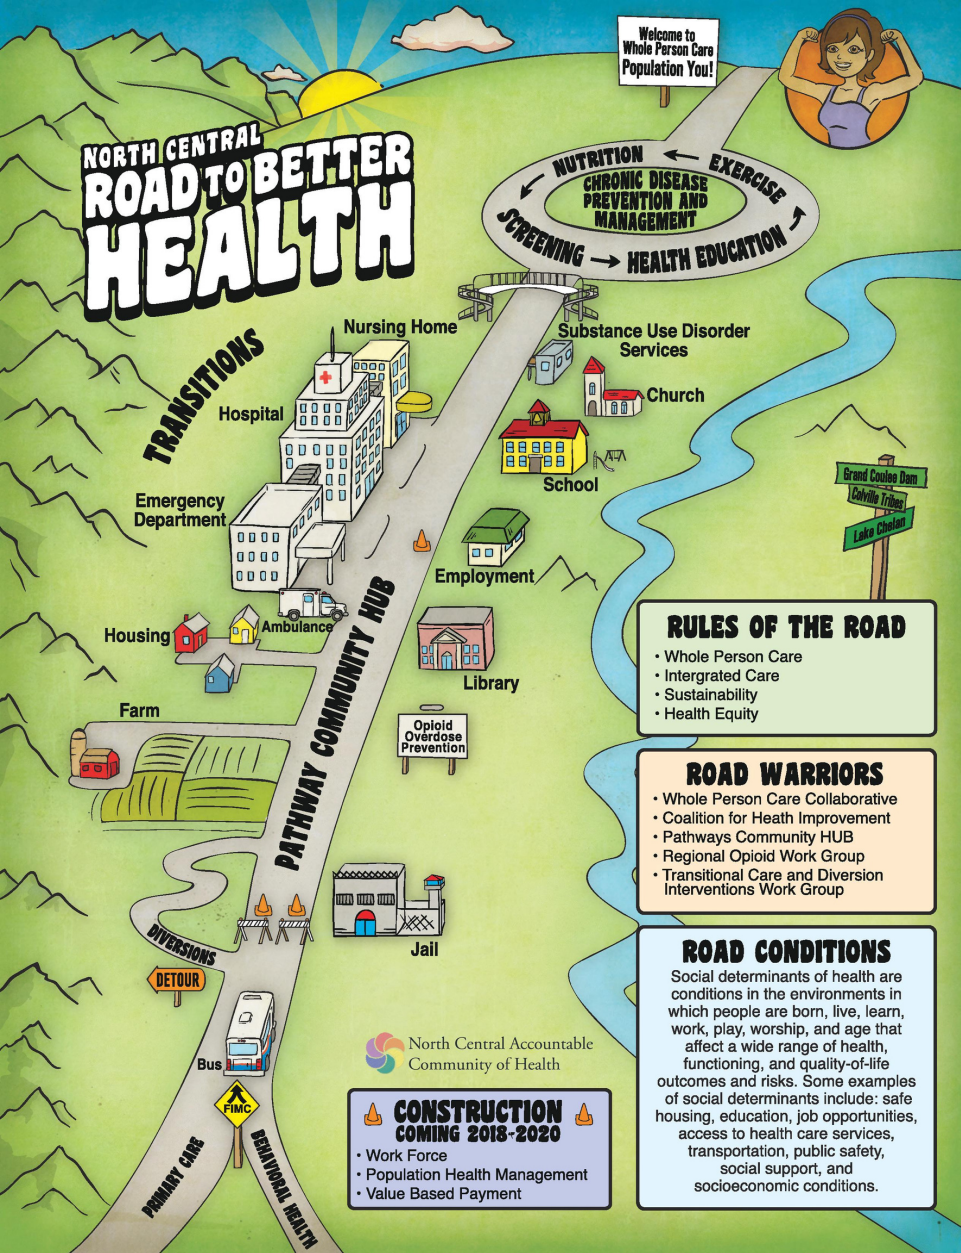 Welcome to
Whole Person Care
Population You!
NORTH CENTRAL
ROAD TO BETTER
HEALTH
NUTRITION
EXERCISE
CHRONIC DISEASE
PREVENTION AND
MANAGEMENT
SCREENING
HEALTH EDUCATION
TRANSITIONS
Nursing Home
Substance Use Disorder
Services
Hospital
Church
School
Emergency
Department
Grand Coulee Dam
Colville Tribes
Lake Chelan
Employment
Ambulance
Housing
Library
Farm
Opioid
Overdose
Prevention
PATHWAY COMMUNITY HUB
RULES OF THE ROAD
• Whole Person Care
• Intergrated Care
• Sustainability
• Health Equity
ROAD WARRIORS
• Whole Person Care Collaborative
• Coalition for Heath Improvement
• Pathways Community HUB
• Regional Opioid Work Group
• Transitional Care and Diversion
Interventions Work Group
Jail
DIVERSIONS
DETOUR
Bus
FIMC
PRIMARY CARE
BEHAVIORAL HEALTH
North Central Accountable
Community of Health
CONSTRUCTION
COMING 2018-2020
• Work Force
• Population Health Management
• Value Based Payment
ROAD CONDITIONS
Social determinants of health are
conditions in the environments in
which people are born, live, learn,
work, play, worship, and age that
affect a wide range of health,
functioning, and quality-of-life
outcomes and risks. Some examples
of social determinants include: safe
housing, education, job opportunities,
access to health care services,
transportation, public safety,
social support, and
socioeconomic conditions.